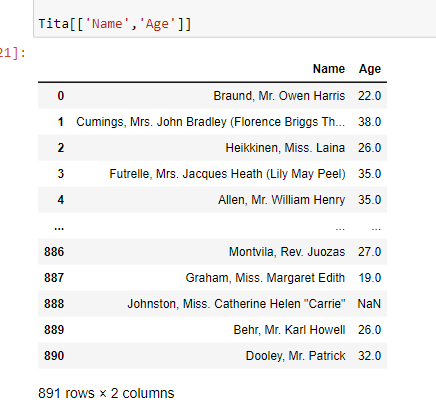 Tita[['Name','Age']]
21]:
Name Age
0 Braund, Mr. Owen Harris 22.0
1 Cumings, Mrs. John Bradley (Florence Briggs Th... 38.0
2 Heikkinen, Miss. Laina 26.0
3 Futrelle, Mrs. Jacques Heath (Lily May Peel) 35.0
4 Allen, Mr. William Henry 35.0
... ... ...
886 Montvila, Rev. Juozas 27.0
887 Graham, Miss. Margaret Edith 19.0
888 Johnston, Miss. Catherine Helen "Carrie" NaN
889 Behr, Mr. Karl Howell 26.0
890 Dooley, Mr. Patrick 32.0
891 rows × 2 columns